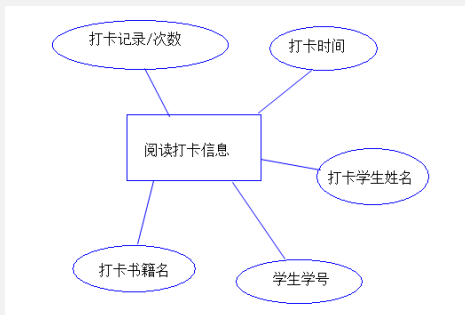 打卡记录/次数
打卡时间
阅读打卡信息
打卡学生姓名
打卡书籍名
学生学号